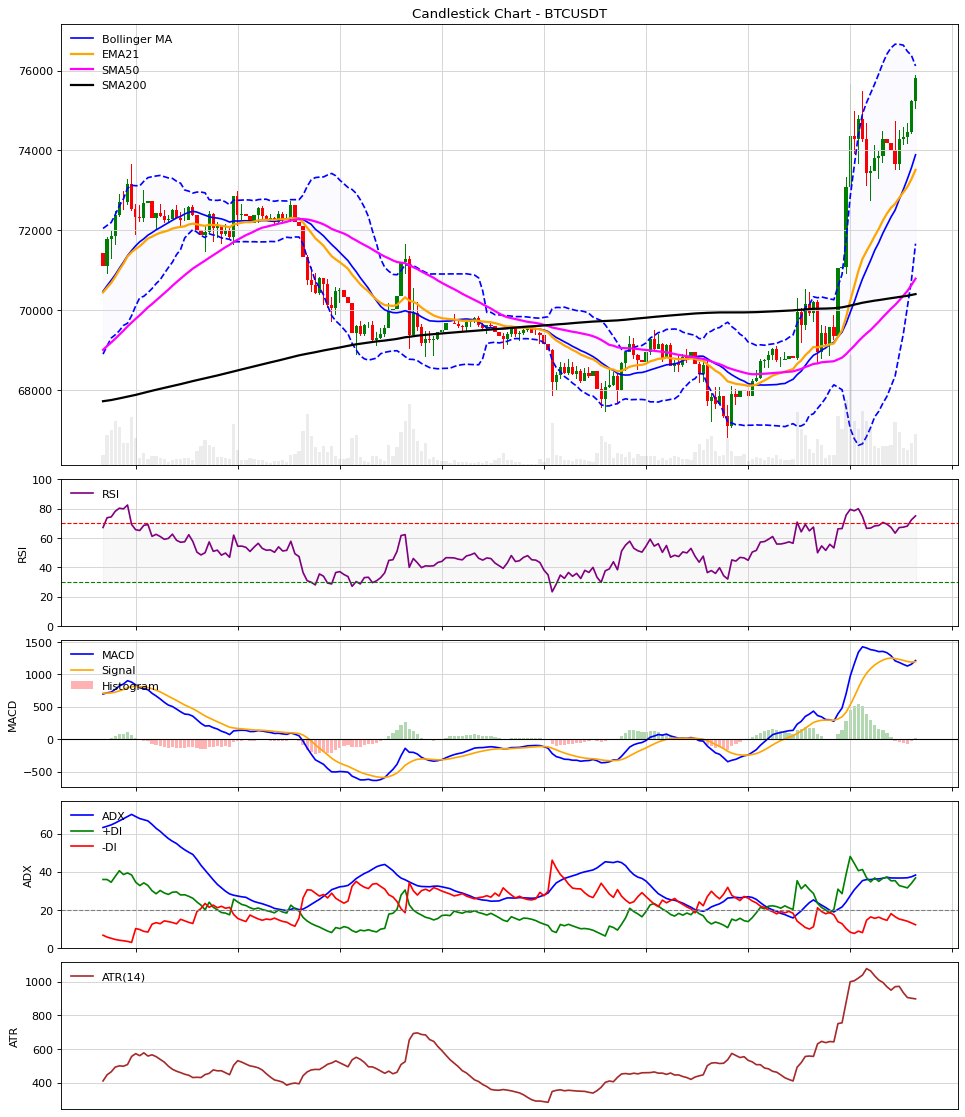 Candlestick Chart - BTCUSDT
Bollinger MA
EMA21
SMA50
SMA200
76000
74000
72000
70000
68000
RSI
100
80
60
40
20
0
RSI
MACD
Signal
Histogram
1500
1000
500
0
−500
MACD
ADX
+DI
-DI
60
40
20
0
ADX
ATR(14)
1000
800
600
400
ATR